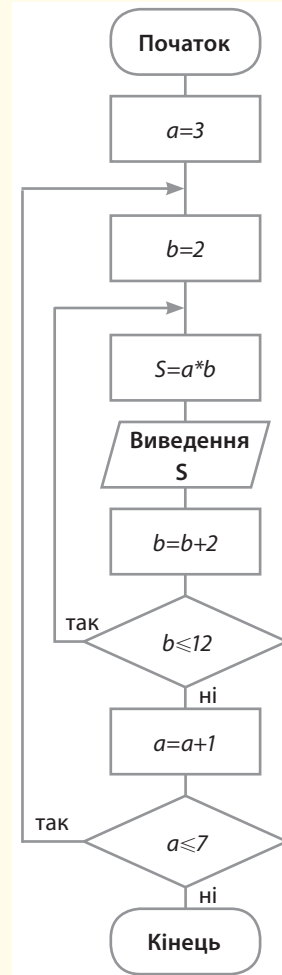 Початок
a=3
b=2
S=a*b
Виведення
S
b=b+2
так
b⩽12
ні
a=a+1
так
a⩽7
ні
Кінець